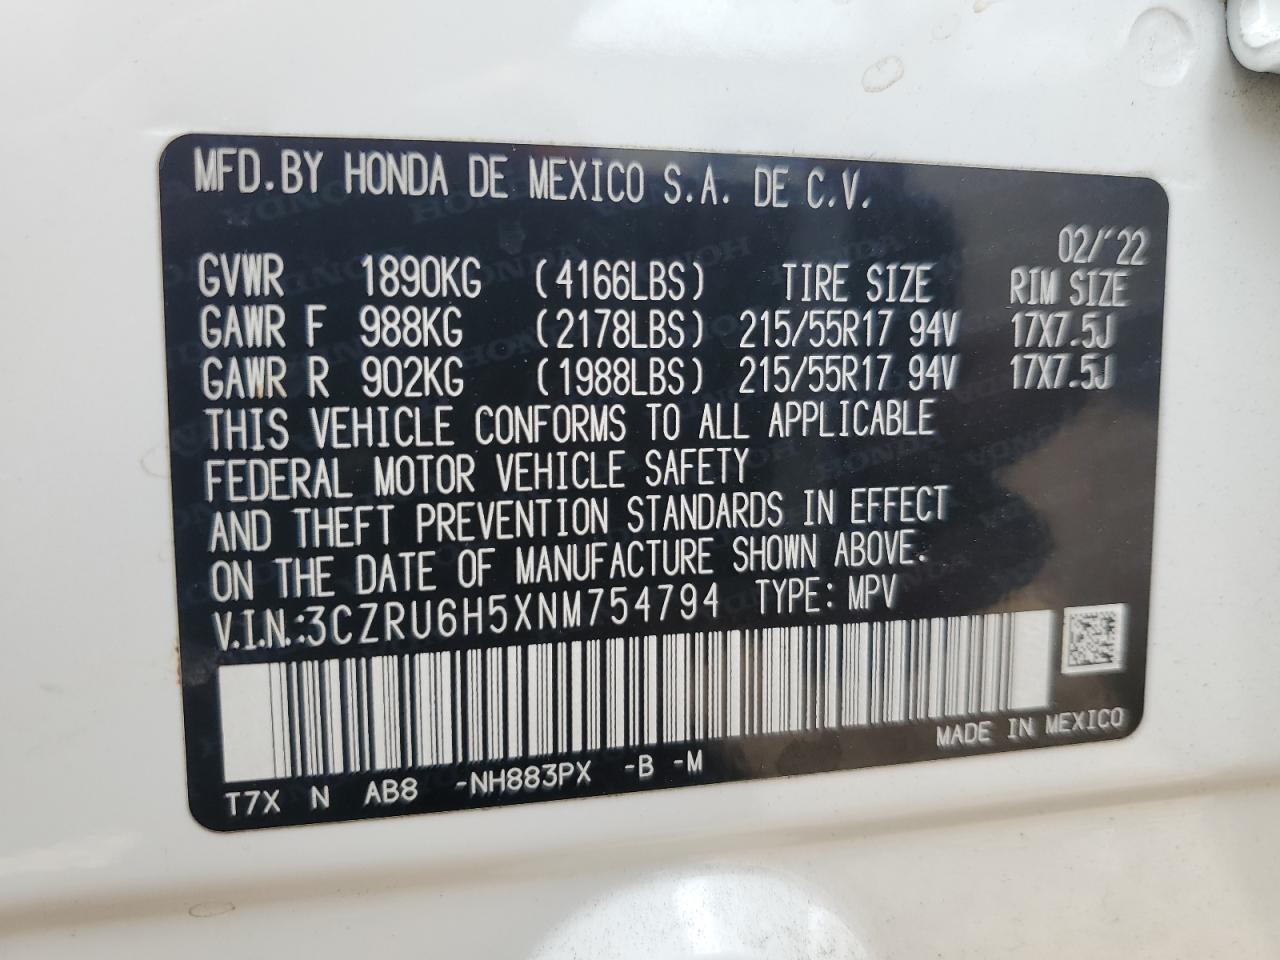 MFD.BY HONDA DE MEXICO S.A. DE C.V.
02/'22
GVWR 1890KG (4166LBS) TIRE SIZE RIM SIZE
GAWR F 988KG (2178LBS) 215/55R17 94V 17X7.5J
GAWR R 902KG (1988LBS) 215/55R17 94V 17X7.5J
THIS VEHICLE CONFORMS TO ALL APPLICABLE
FEDERAL MOTOR VEHICLE SAFETY
AND THEFT PREVENTION STANDARDS IN EFFECT
ON THE DATE OF MANUFACTURE SHOWN ABOVE.
V.I.N.:3CZRU6H5XNM754794 TYPE: MPV
MADE IN MEXICO
T7X N AB8 -NH883PX -B -M